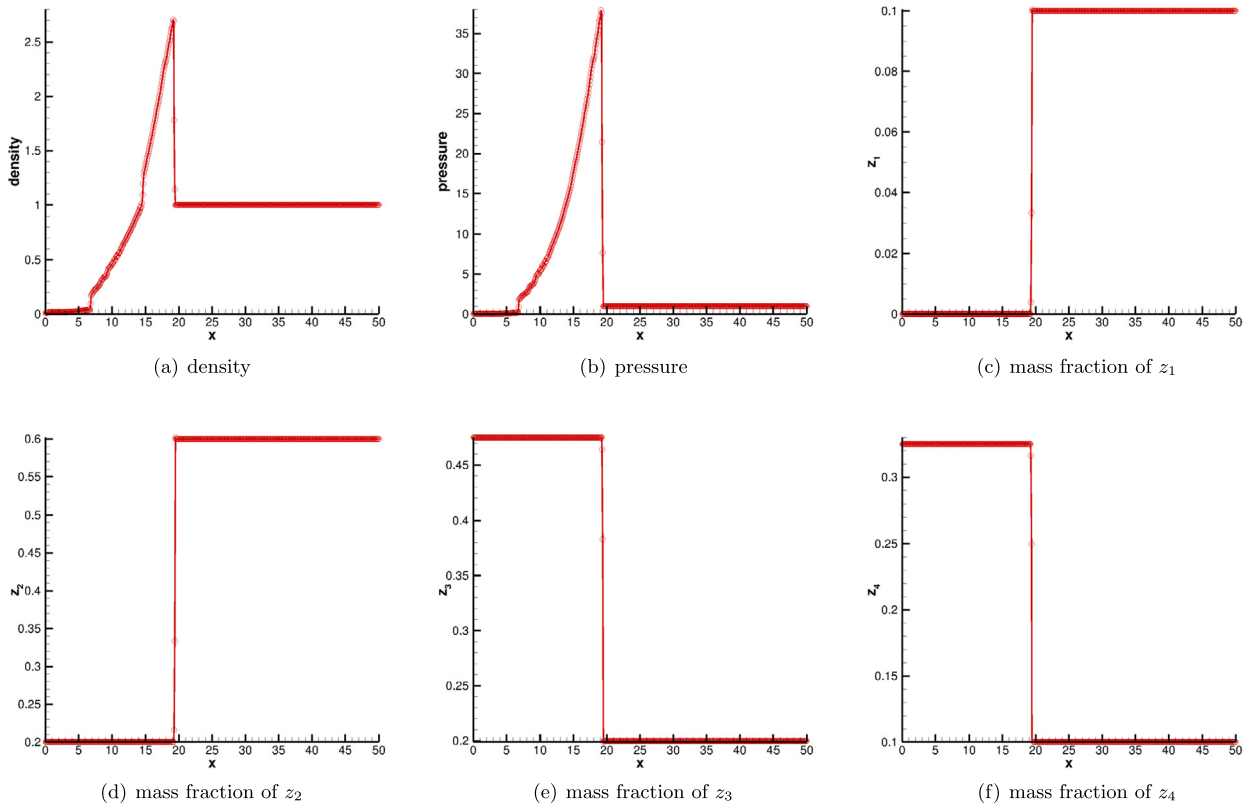 density
2.5
2
1.5
1
0.5
0
0 5 10 15 20 25 30 35 40 45 50
x
(a) density
pressure
35
30
25
20
15
10
5
0
0 5 10 15 20 25 30 35 40 45 50
x
(b) pressure
z₁
0.1
0.08
0.06
0.04
0.02
0
0 5 10 15 20 25 30 35 40 45 50
x
(c) mass fraction of z₁
z₂
0.6
0.55
0.5
0.45
0.4
0.35
0.3
0.25
0.2
0 5 10 15 20 25 30 35 40 45 50
x
(d) mass fraction of z₂
z₃
0.45
0.4
0.35
0.3
0.25
0.2
0 5 10 15 20 25 30 35 40 45 50
x
(e) mass fraction of z₃
z₄
0.3
0.25
0.2
0.15
0.1
0 5 10 15 20 25 30 35 40 45 50
x
(f) mass fraction of z₄